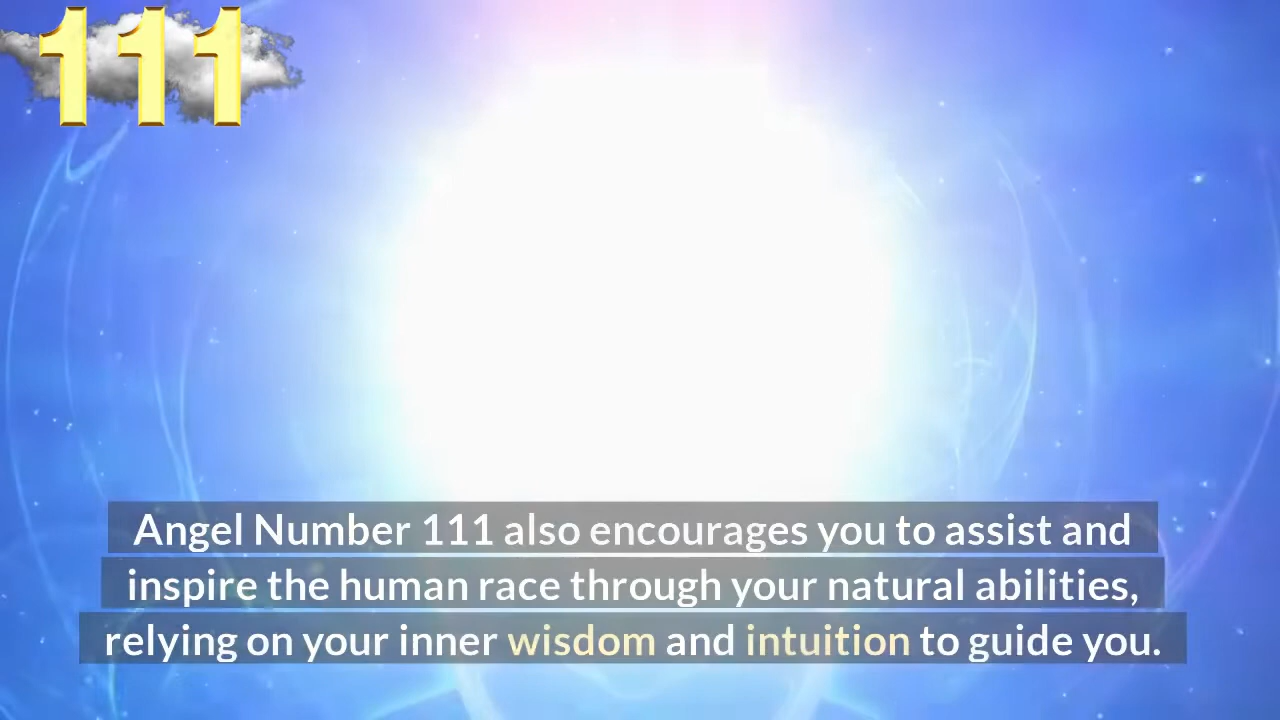 111
Angel Number 111 also encourages you to assist and
inspire the human race through your natural abilities,
relying on your inner wisdom and intuition to guide you.